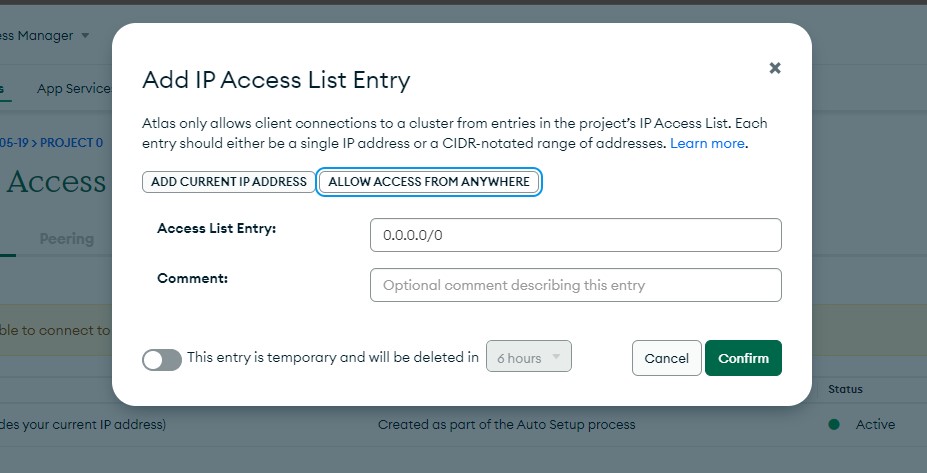 ess Manager
App Service
05-19 > PROJECT 0
Access
Peering
ble to connect to
Add IP Access List Entry
Atlas only allows client connections to a cluster from entries in the project's IP Access List. Each
entry should either be a single IP address or a CIDR-notated range of addresses. Learn more.
ADD CURRENT IP ADDRESS ALLOW ACCESS FROM ANYWHERE
Access List Entry: 0.0.0.0/0
Comment: Optional comment describing this entry
This entry is temporary and will be deleted in 6 hours Cancel Confirm
Status
des your current IP address) Created as part of the Auto Setup process Active